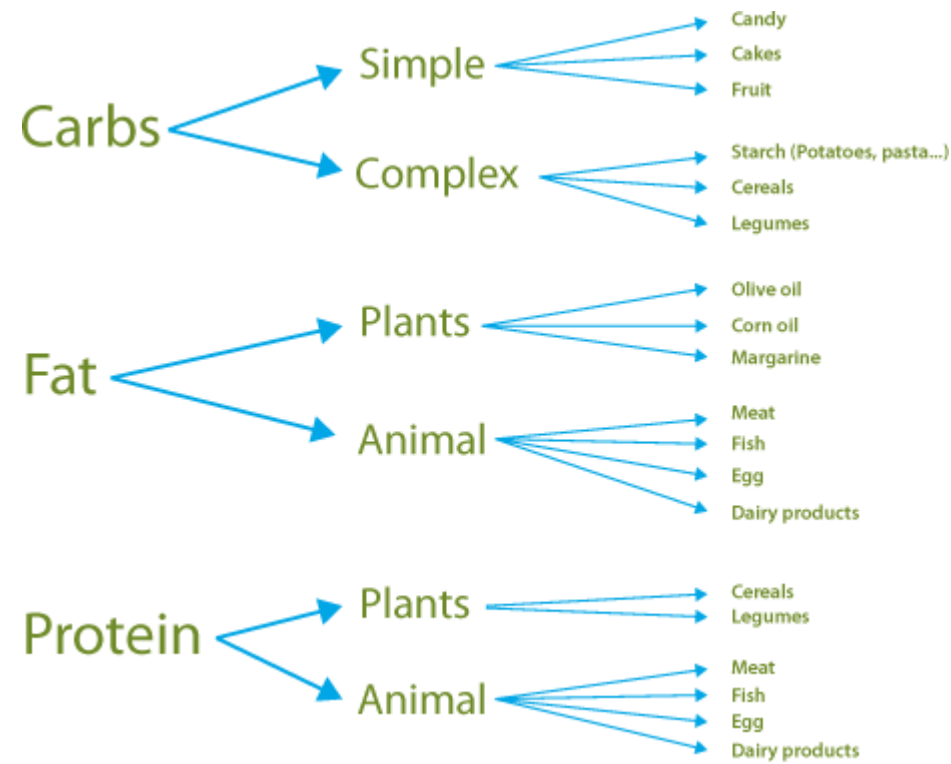 Carbs
Simple
Candy
Cakes
Fruit
Complex
Starch (Potatoes, pasta...)
Cereals
Legumes
Fat
Plants
Olive oil
Corn oil
Margarine
Animal
Meat
Fish
Egg
Dairy products
Protein
Plants
Cereals
Legumes
Animal
Meat
Fish
Egg
Dairy products